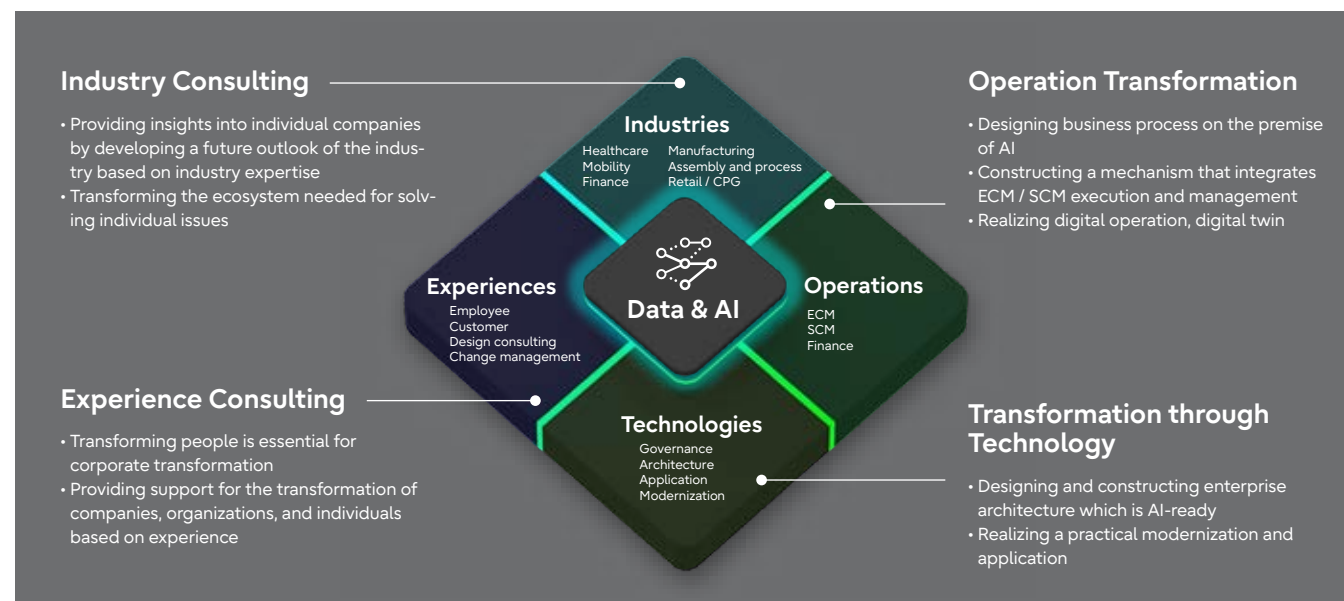 Industry Consulting
• Providing insights into individual companies
by developing a future outlook of the indus-
try based on industry expertise
• Transforming the ecosystem needed for solv-
ing individual issues
Industries
Healthcare
Mobility
Finance
Manufacturing
Assembly and process
Retail / CPG
Operation Transformation
• Designing business process on the premise
of AI
• Constructing a mechanism that integrates
ECM / SCM execution and management
• Realizing digital operation, digital twin
Experiences
Employee
Customer
Design consulting
Change management
Data & AI
Operations
ECM
SCM
Finance
Experience Consulting
• Transforming people is essential for
corporate transformation
• Providing support for the transformation of
companies, organizations, and individuals
based on experience
Technologies
Governance
Architecture
Application
Modernization
Transformation through
Technology
• Designing and constructing enterprise
architecture which is AI-ready
• Realizing a practical modernization and
application